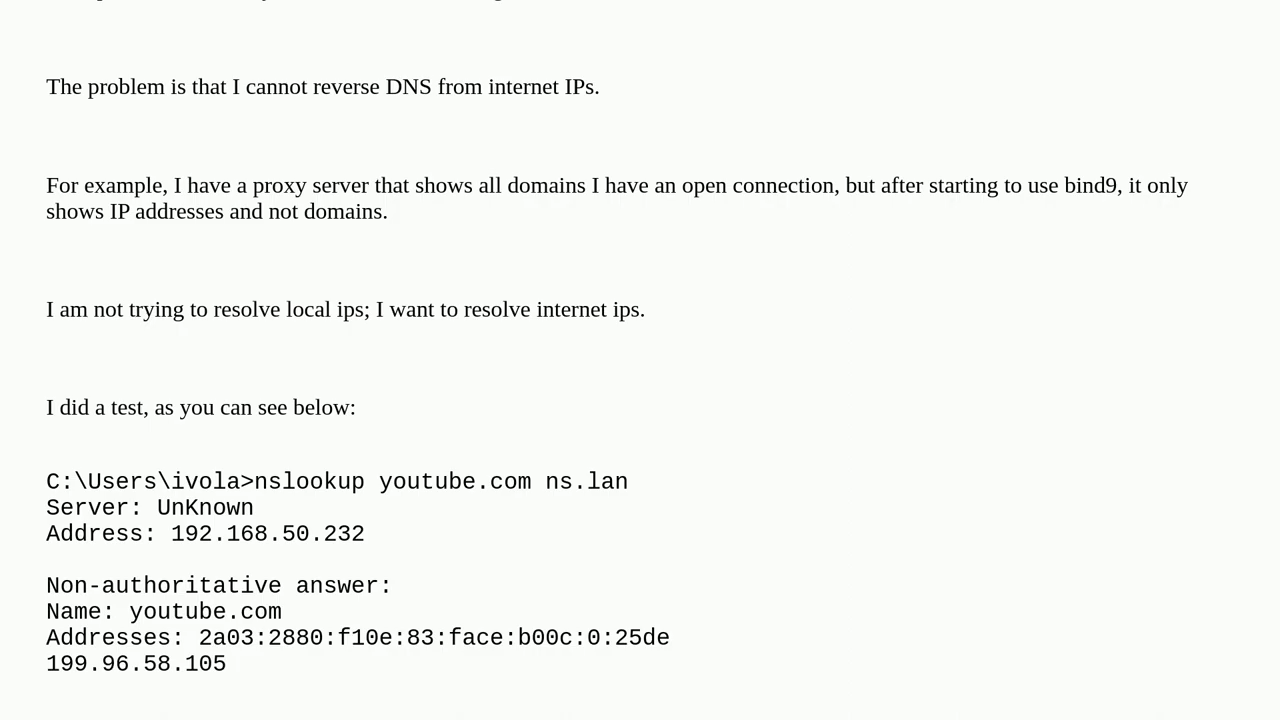 The problem is that I cannot reverse DNS from internet IPs.
For example, I have a proxy server that shows all domains I have an open connection, but after starting to use bind9, it only
shows IP addresses and not domains.
I am not trying to resolve local ips; I want to resolve internet ips.
I did a test, as you can see below:
C:\Users\ivola>nslookup youtube.com ns.lan
Server: UnKnown
Address: 192.168.50.232
Non-authoritative answer:
Name: youtube.com
Addresses: 2a03:2880:f10e:83:face:b00c:0:25de
199.96.58.105